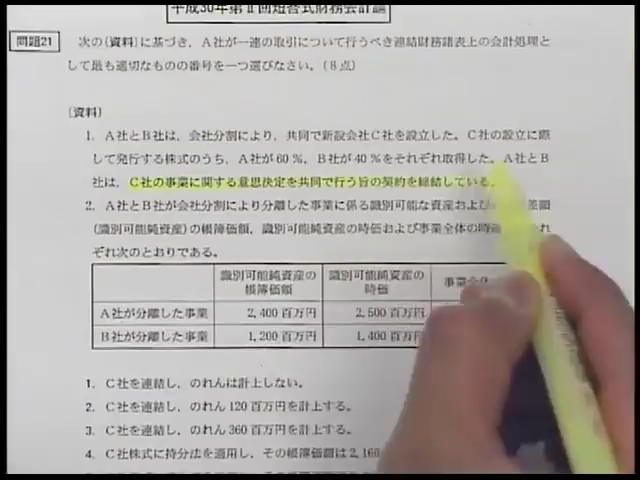 平成30年第Ⅱ回短答式財務会計論
問題21 次の(資料)に基づき、A社が一連の取引について行うべき連結財務諸表上の会計処理と
して最も適切なものの番号を一つ選びなさい。(8点)
(資料)
1. A社とB社は、会社分割により、共同で新設会社C社を設立した。C社の設立に際
して発行する株式のうち、A社が60%、B社が40%をそれぞれ取得した。A社とB
社は、C社の事業に関する意思決定を共同で行う旨の契約を締結している。
2. A社とB社が会社分割により分離した事業に係る識別可能な資産および 差額
(識別可能純資産)の帳簿価額、識別可能純資産の時価および事業全体の時 れ
ぞれ次のとおりである。
識別可能純資産の帳簿価額 識別可能純資産の時価 事業全体
A社が分離した事業 2,400百万円 2,500百万円
B社が分離した事業 1,200百万円 1,400百万
1. C社を連結し、のれんは計上しない。
2. C社を連結し、のれん120百万円を計上する。
3. C社を連結し、のれん360百万円を計上する。
4. C社株式に持分法を適用し、その帳簿価額は2,160